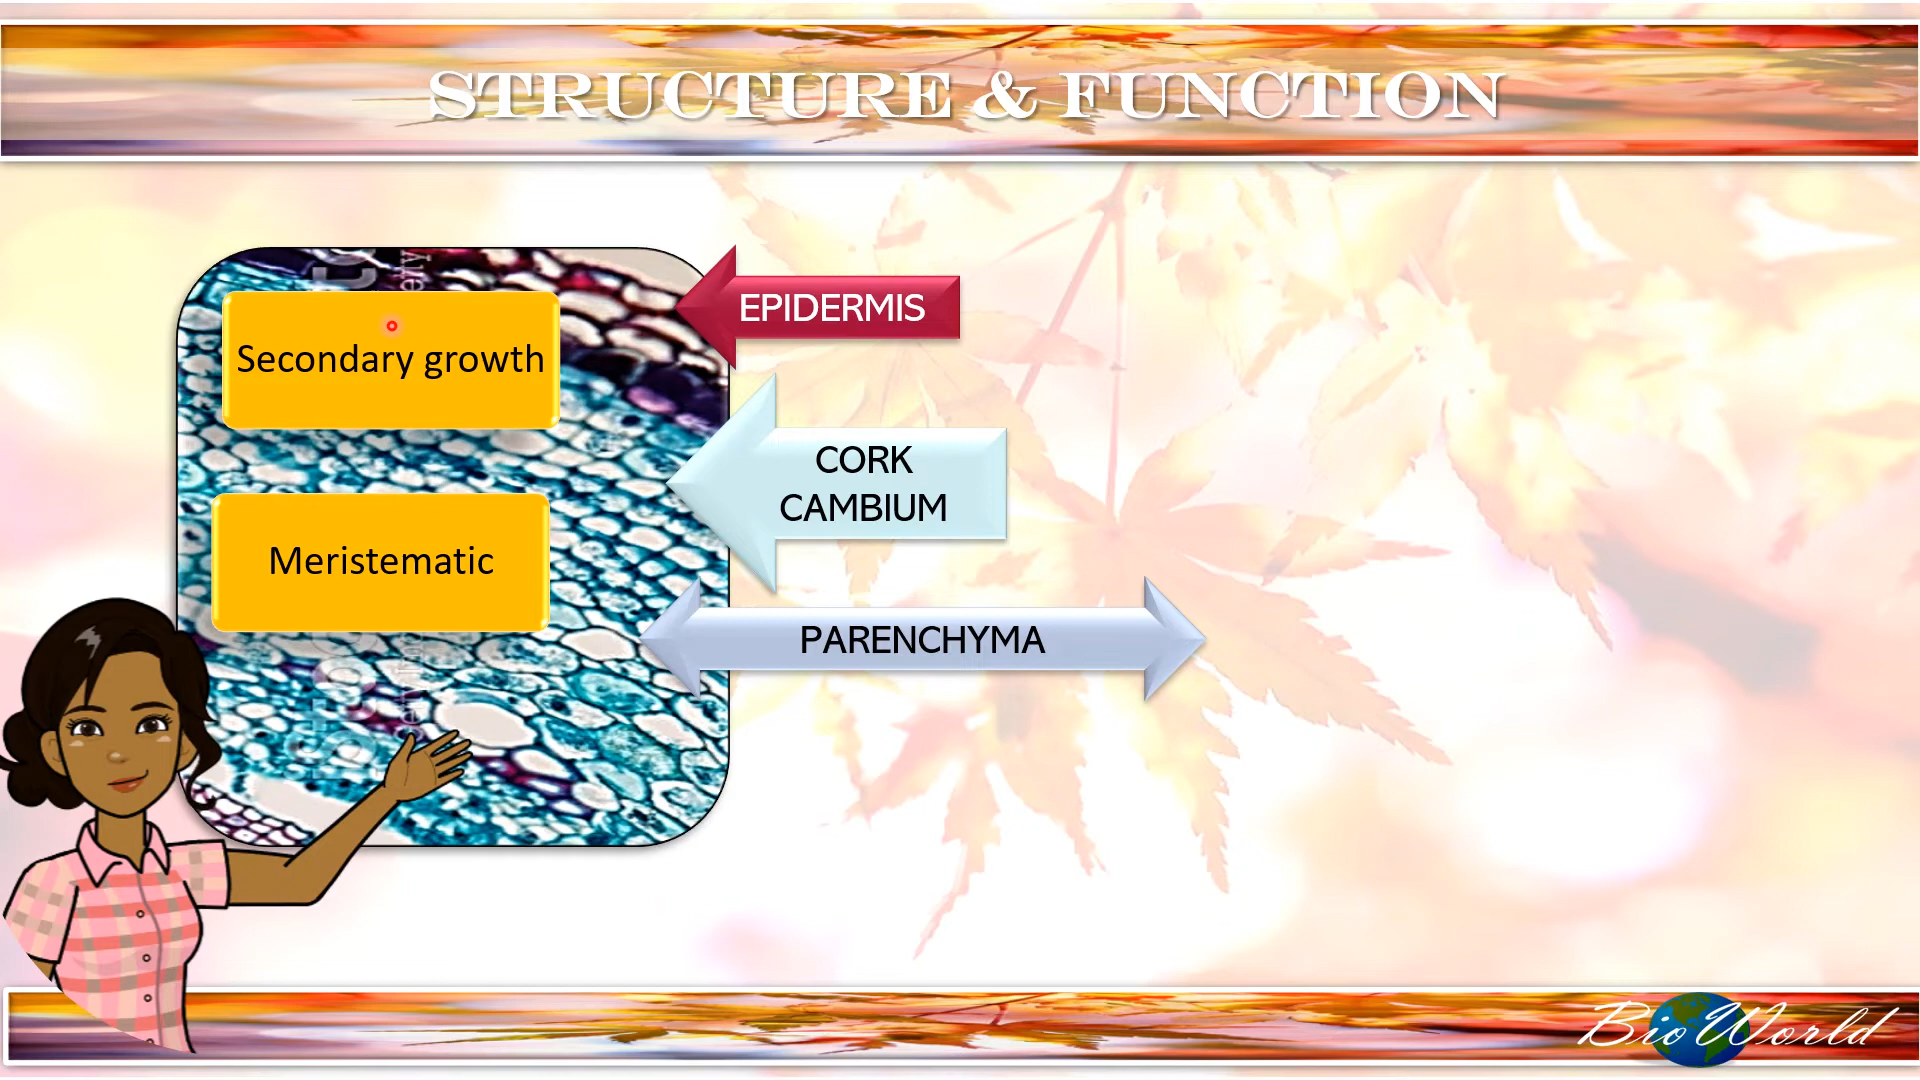 STRUCTURE & FUNCTION
EPIDERMIS
Secondary growth
CORK
CAMBIUM
Meristematic
PARENCHYMA
BioWorld